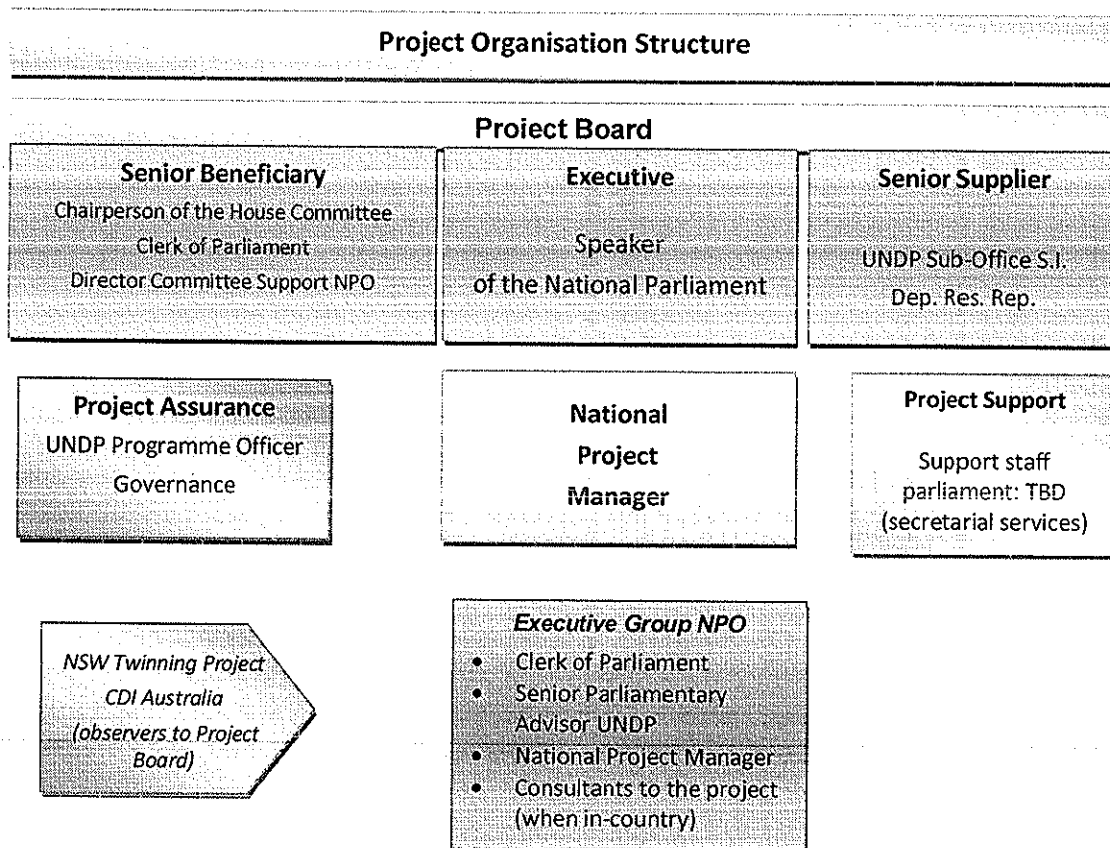 Project Organisation Structure
Project Board
Senior Beneficiary
Chairperson of the House Committee
Clerk of Parliament
Director Committee Support NPO
Executive
Speaker
of the National Parliament
Senior Supplier
UNDP Sub-Office S.I.
Dep. Res. Rep.
Project Assurance
UNDP Programme Officer
Governance
National
Project
Manager
Project Support
Support staff
parliament: TBD
(secretarial services)
NSW Twinning Project
CDI Australia
(observers to Project
Board)
Executive Group NPO
• Clerk of Parliament
• Senior Parliamentary
Advisor UNDP
• National Project Manager
• Consultants to the project
(when in-country)